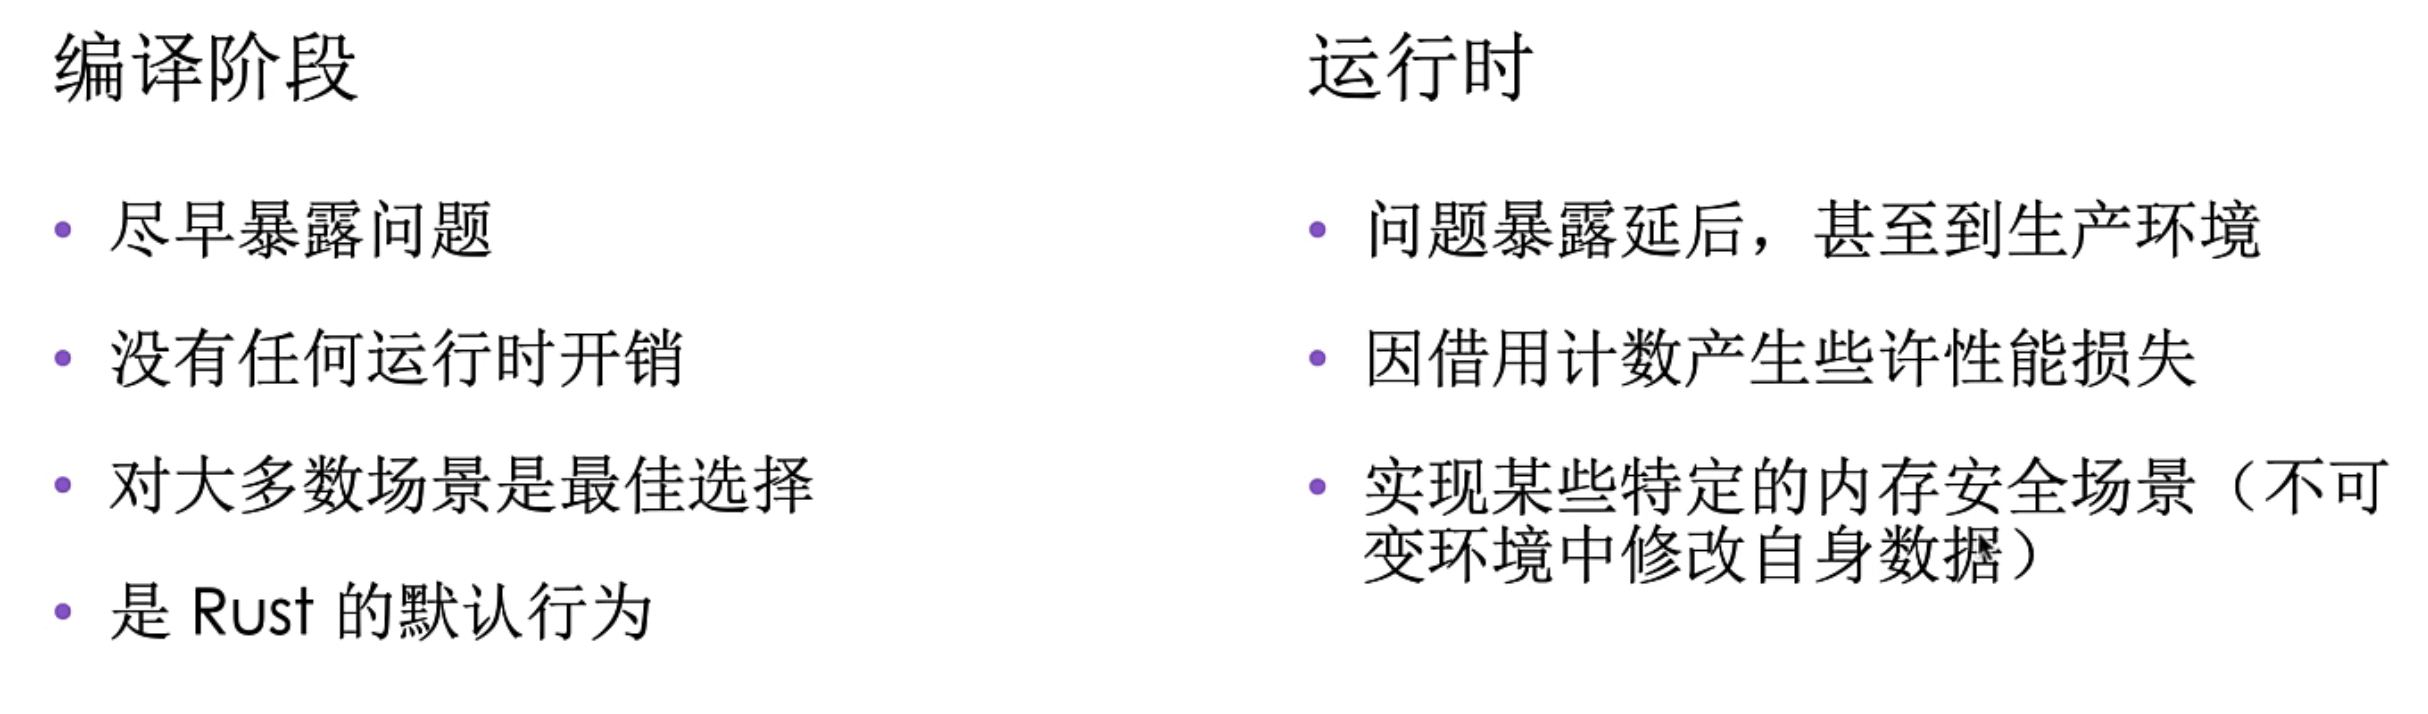 编译阶段
• 尽早暴露问题
• 没有任何运行时开销
• 对大多数场景是最佳选择
• 是 Rust 的默认行为
运行时
• 问题暴露延后，甚至到生产环境
• 因借用计数产生些许性能损失
• 实现某些特定的内存安全场景（不可
变环境中修改自身数据）